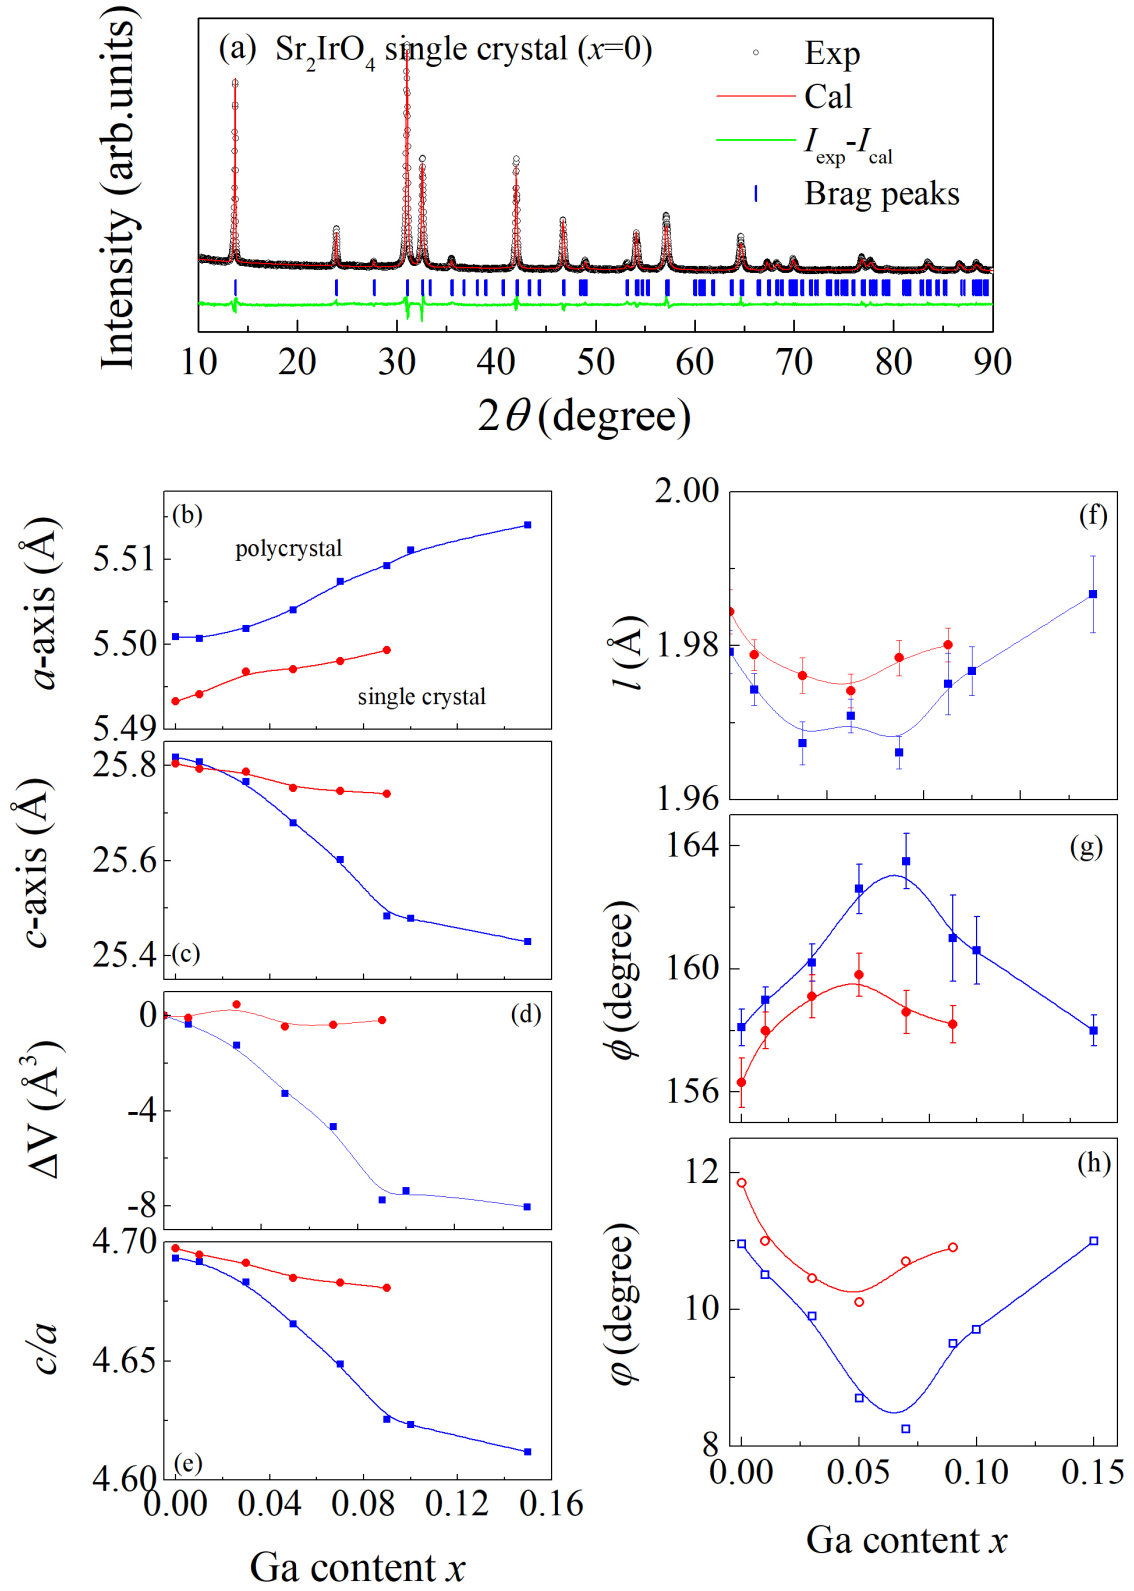 (a) Sr2IrO4 single crystal (x=0)
Exp
Cal
Iexp-Ical
Brag peaks
Intensity (arb.units)
10 20 30 40 50 60 70 80 90
2θ (degree)
(b)
polycrystal
single crystal
5.51
5.50
5.49
a-axis (Å)
(c)
25.8
25.6
25.4
c-axis (Å)
(d)
0
-4
-8
ΔV (Å3)
(e)
4.70
4.65
4.60
c/a
0.00 0.04 0.08 0.12 0.16
Ga content x
(f)
2.00
1.98
1.96
l (Å)
(g)
164
160
156
ϕ (degree)
(h)
12
10
8
φ (degree)
0.00 0.05 0.10 0.15
Ga content x